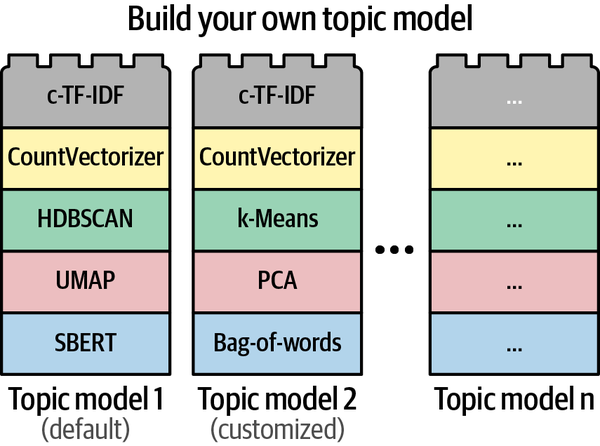 Build your own topic model
c-TF-IDF
CountVectorizer
HDBSCAN
UMAP
SBERT
Topic model 1
(default)
c-TF-IDF
CountVectorizer
k-Means
PCA
Bag-of-words
Topic model 2
(customized)
...
...
...
...
...
...
Topic model n